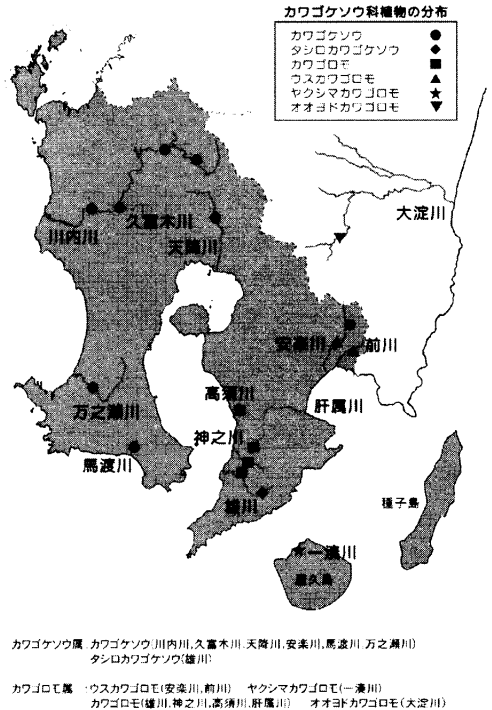 カワゴケソウ科植物の分布
カワゴケソウ ●
タシロカワゴケソウ ◆
カワゴロモ ■
ウスカワゴロモ ▲
ヤクシマカワゴロモ ★
オオヨドカワゴロモ ▼
大淀川
川内川
久富木川
天降川
安楽川
前川
高須川
肝属川
万之瀬川
神之川
馬渡川
雄川
種子島
一湊川
屋久島
カワゴケソウ属 カワゴケソウ(川内川,久富木川,天降川,安楽川,馬渡川,万之瀬川)
タシロカワゴケソウ(雄川)
カワゴロモ属 :ウスカワゴロモ(安楽川,前川) ヤクシマカワゴロモ(一湊川)
カワゴロモ(雄川,神之川,高須川,肝属川) オオヨドカワゴロモ(大淀川)